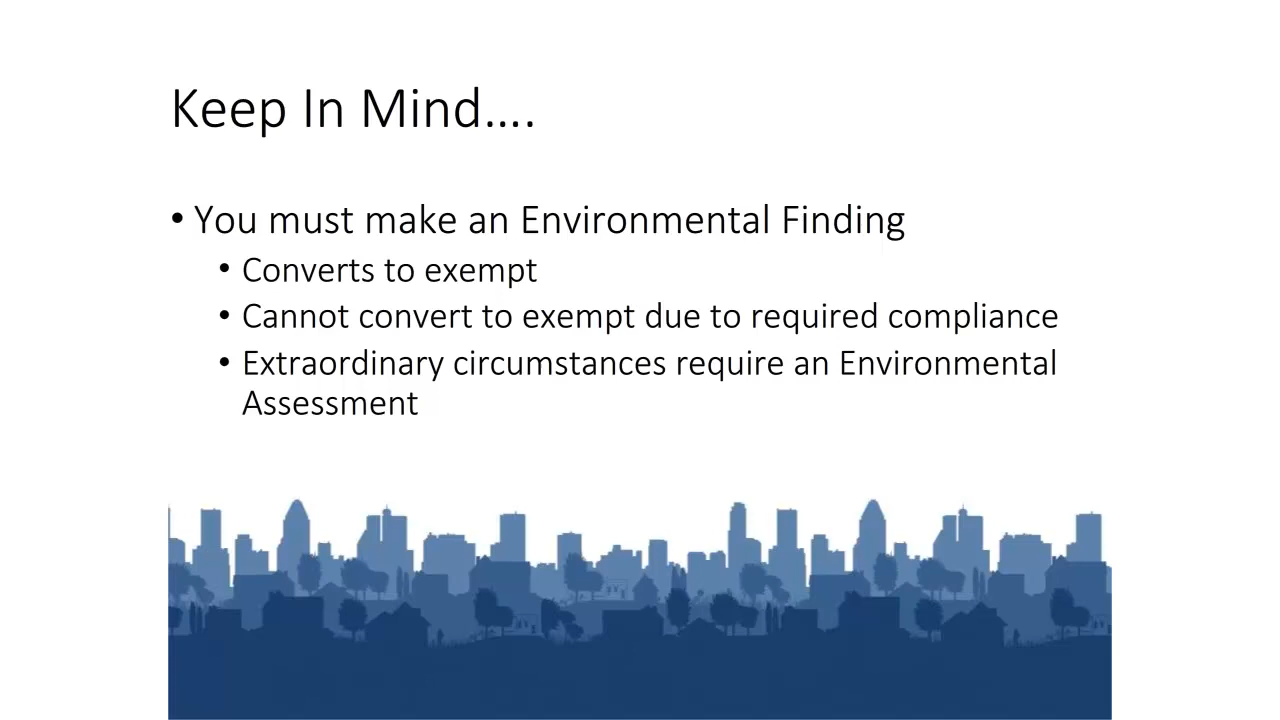 Keep In Mind....
• You must make an Environmental Finding
• Converts to exempt
• Cannot convert to exempt due to required compliance
• Extraordinary circumstances require an Environmental
Assessment